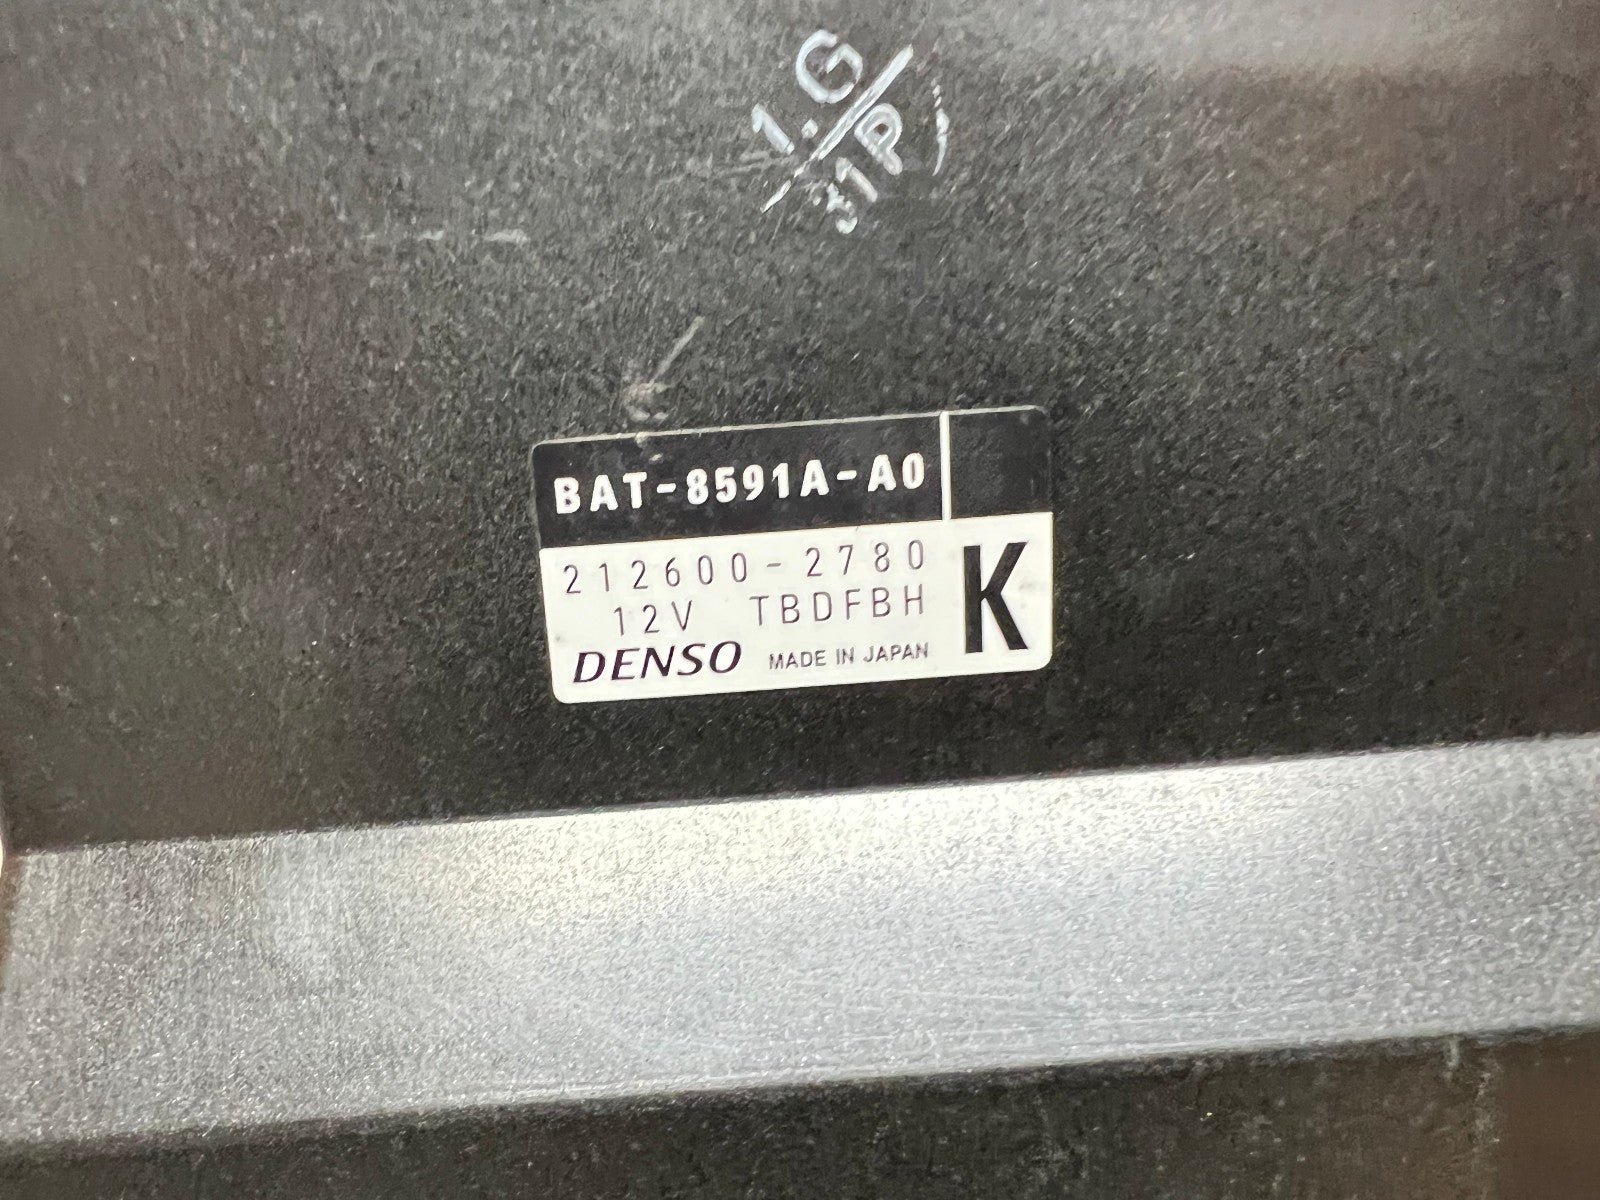 1.G
31P
BAT-8591A-A0
212600-2780
12V TBDFBH
K
DENSO MADE IN JAPAN